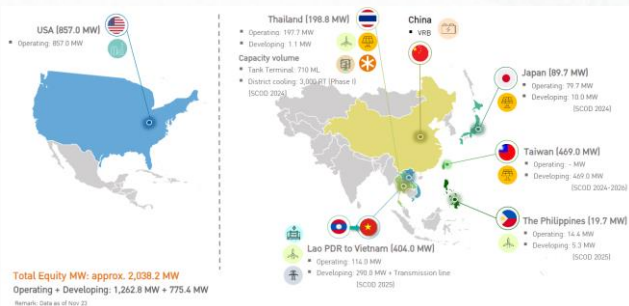 USA (857.0 MW)
• Operating: 857.0 MW
Thailand (198.8 MW)
• Operating: 197.7 MW
• Developing: 1.1 MW
Capacity volume
• Tank Terminal: 710 ML
• District cooling: 3,000 RT (Phase I)
(SCOD 2024)
China
• VRB
Japan (89.7 MW)
• Operating: 79.7 MW
• Developing: 10.0 MW
(SCOD 2024)
Taiwan (469.0 MW)
• Operating: - MW
• Developing: 469.0 MW
(SCOD 2024-2026)
The Philippines (19.7 MW)
• Operating: 14.4 MW
• Developing: 5.3 MW
(SCOD 2025)
Lao PDR to Vietnam (404.0 MW)
• Operating: 114.0 MW
• Developing: 290.0 MW + Transmission line
(SCOD 2025)
Total Equity MW: approx. 2,038.2 MW
Operating + Developing: 1,262.8 MW + 775.4 MW
Remark: Data as of Nov 23